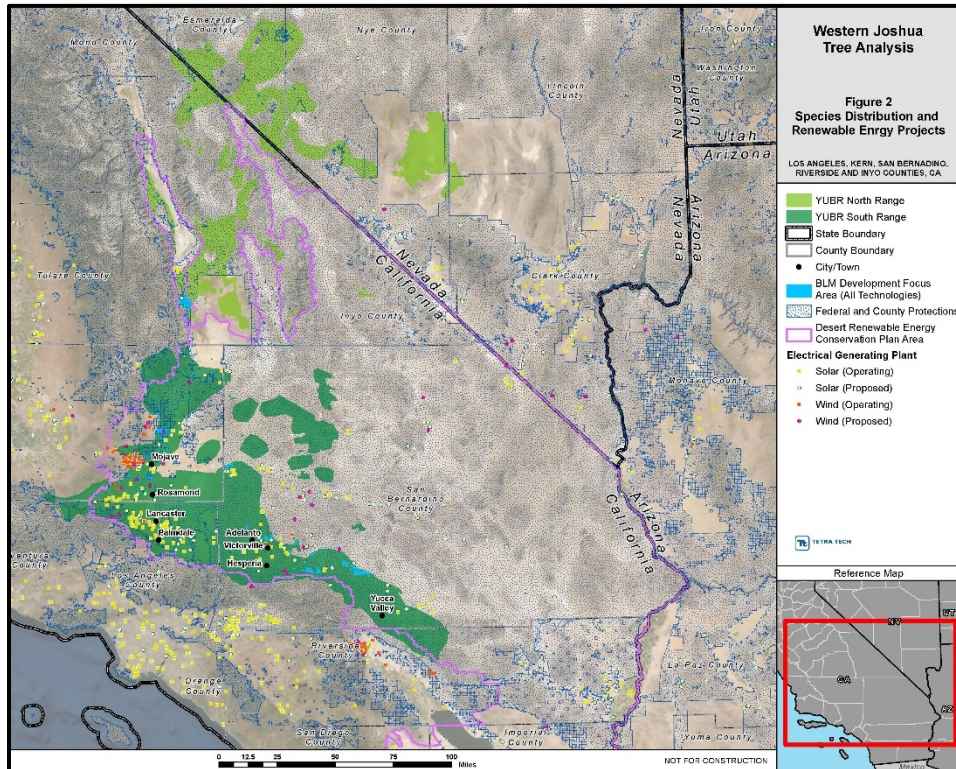 Western Joshua
Tree Analysis
Figure 2
Species Distribution and
Renewable Enrgy Projects
LOS ANGELES, KERN, SAN BERNADINO,
RIVERSIDE AND INYO COUNTIES, CA
YUBR North Range
YUBR South Range
State Boundary
County Boundary
City/Town
BLM Development Focus
Area (All Technologies)
Federal and County Protections
Desert Renewable Energy
Conservation Plan Area
Electrical Generating Plant
Solar (Operating)
Solar (Proposed)
Wind (Operating)
Wind (Proposed)
Tt
TETRA TECH
Reference Map
NV
UT
CA
AZ
Mexico
Esmeralda
County
Mono County
Nye County
Iron County
Washington
County
Lincoln
County
Utah
Nevada
Utah
Arizona
Arizona
Nevada
Tulare County
Nevada
California
Clark County
Inyo County
Mohave County
Mojave
Rosamond
Lancaster
Palmdale
Adelanto
Victorville
Hesperia
San
Bernardino
County
Arizona
California
Ventura
County
Los Angeles
County
Yucca
Valley
Riverside
County
La Paz County
Orange
County
San Diego
County
Imperial
County
Yuma County
0 12.5 25 50 75 100
Miles
NOT FOR CONSTRUCTION